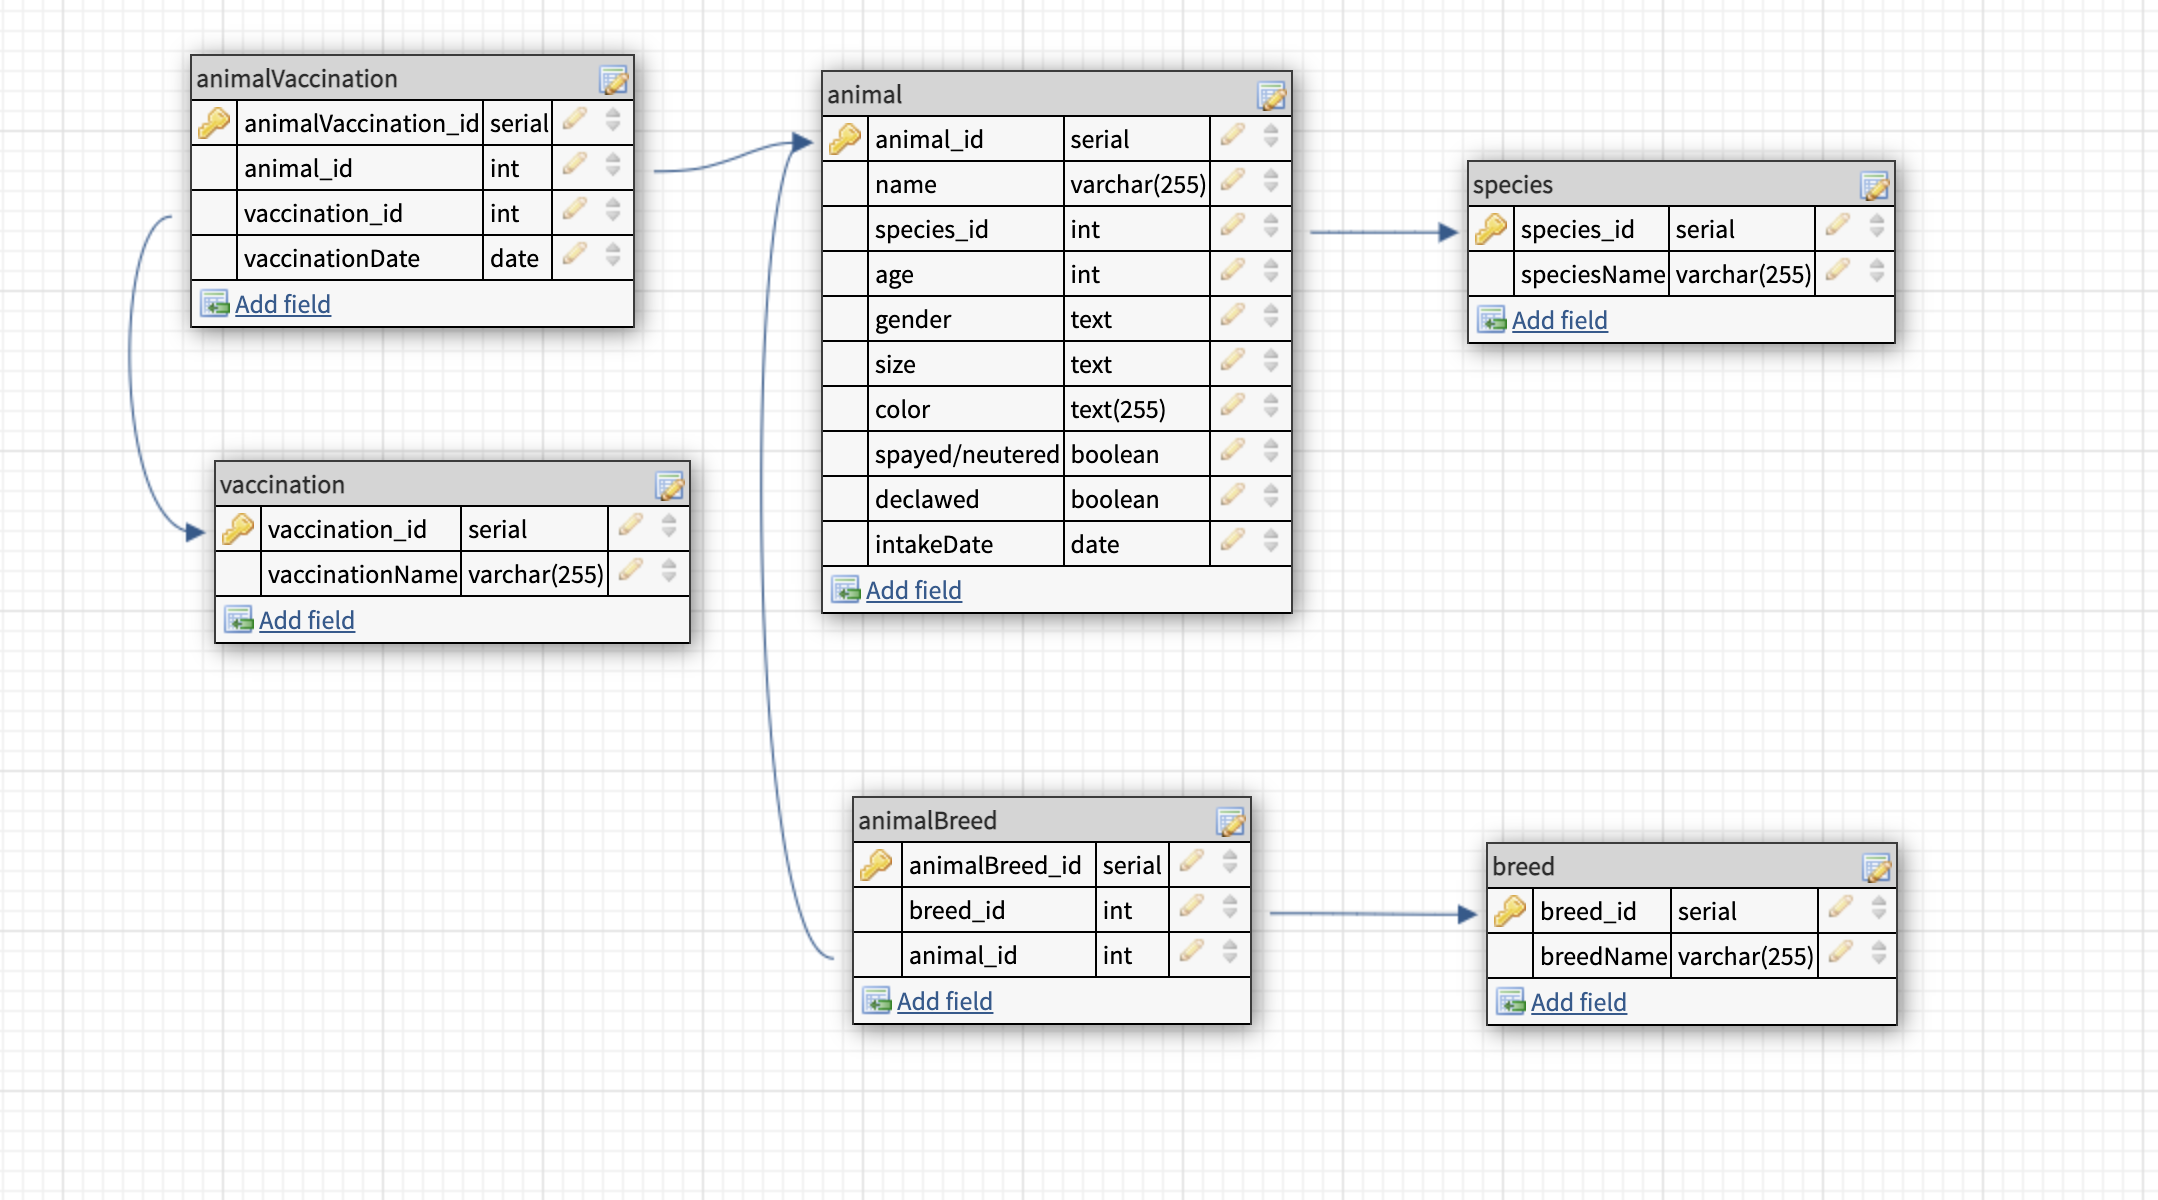 animalVaccination
animalVaccination_id serial
animal_id int
vaccination_id int
vaccinationDate date
Add field
animal
animal_id serial
name varchar(255)
species_id int
age int
gender text
size text
color text(255)
spayed/neutered boolean
declawed boolean
intakeDate date
Add field
species
species_id serial
speciesName varchar(255)
Add field
vaccination
vaccination_id serial
vaccinationName varchar(255)
Add field
animalBreed
animalBreed_id serial
breed_id int
animal_id int
Add field
breed
breed_id serial
breedName varchar(255)
Add field